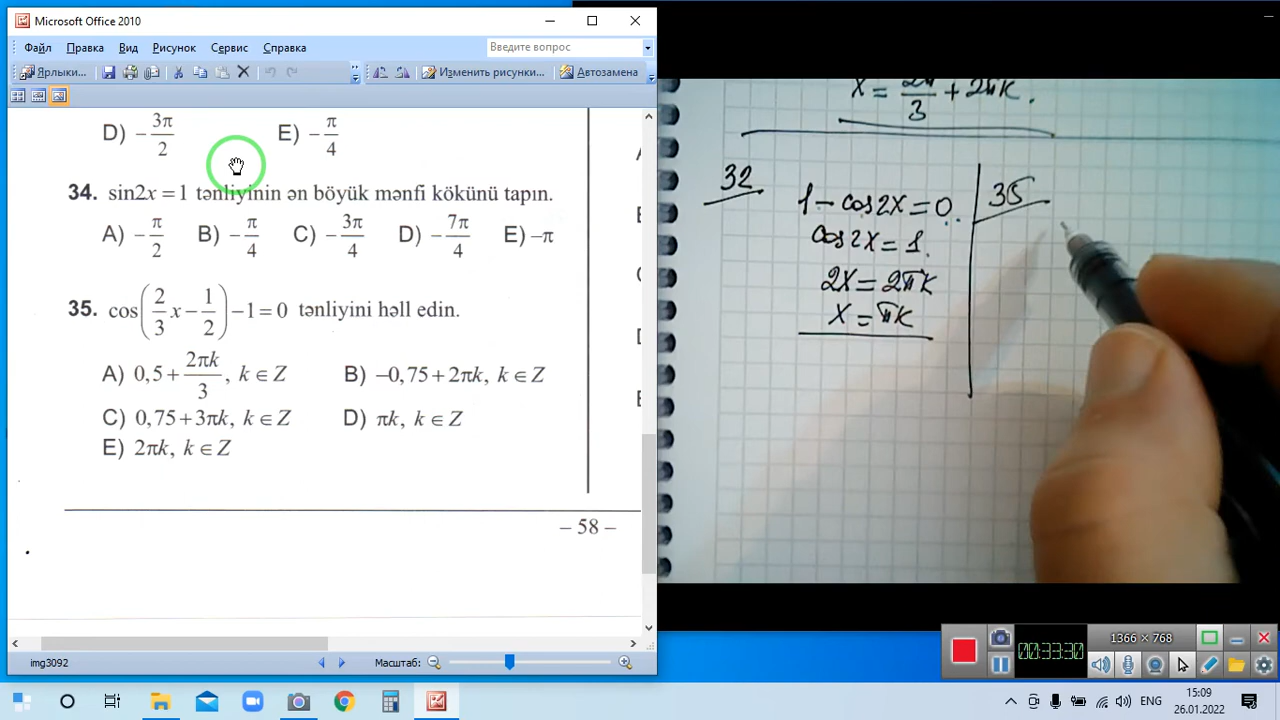 Microsoft Office 2010
Файл Правка Вид Рисунок Сервис Справка
Введите вопрос
Ярлыки... Изменить рисунки... Автозамена
D) -3π/2 E) -π/4
34. sin2x = 1 tənliyinin ən böyük mənfi kökünü tapın.
A) -π/2 B) -π/4 C) -3π/4 D) -7π/4 E) -π
35. cos(2/3 x - 1/2) - 1 = 0 tənliyini həll edin.
A) 0,5 + 2πk/3, k ∈ Z B) -0,75 + 2πk, k ∈ Z
C) 0,75 + 3πk, k ∈ Z D) πk, k ∈ Z
E) 2πk, k ∈ Z
– 58 –
img3092 Масштаб:
x = 2π/3 + 2πk.
32
1 - cos2x = 0.
cos2x = 1.
2x = 2πk
x = πk
35
1366 × 768
00:33:30
ENG
15:09
26.01.2022